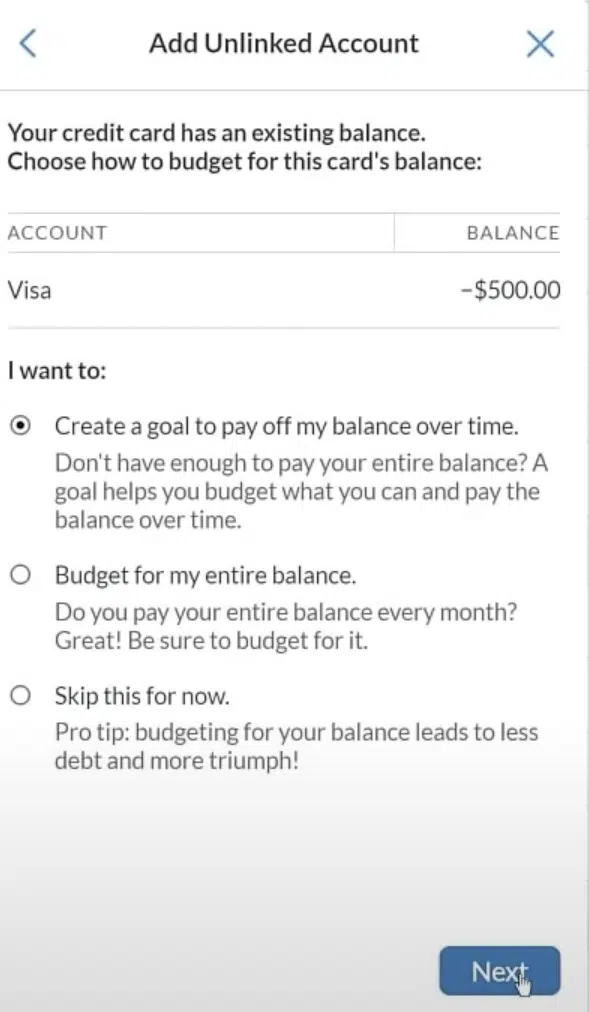 Add Unlinked Account
Your credit card has an existing balance.
Choose how to budget for this card's balance:
ACCOUNT BALANCE
Visa −$500.00
I want to:
Create a goal to pay off my balance over time.
Don't have enough to pay your entire balance? A
goal helps you budget what you can and pay the
balance over time.
Budget for my entire balance.
Do you pay your entire balance every month?
Great! Be sure to budget for it.
Skip this for now.
Pro tip: budgeting for your balance leads to less
debt and more triumph!
Next